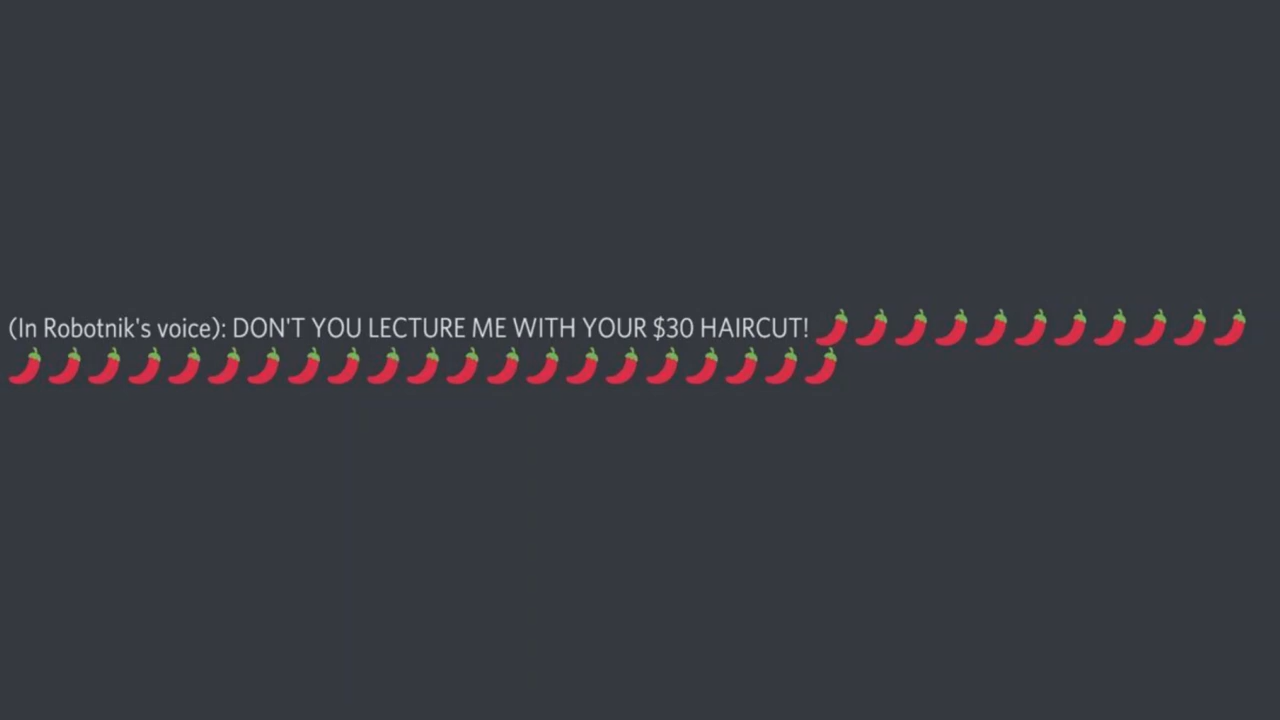 (In Robotnik's voice): DON'T YOU LECTURE ME WITH YOUR $30 HAIRCUT! 🌶🌶🌶🌶🌶🌶🌶🌶🌶🌶🌶
🌶🌶🌶🌶🌶🌶🌶🌶🌶🌶🌶🌶🌶🌶🌶🌶🌶🌶🌶🌶🌶